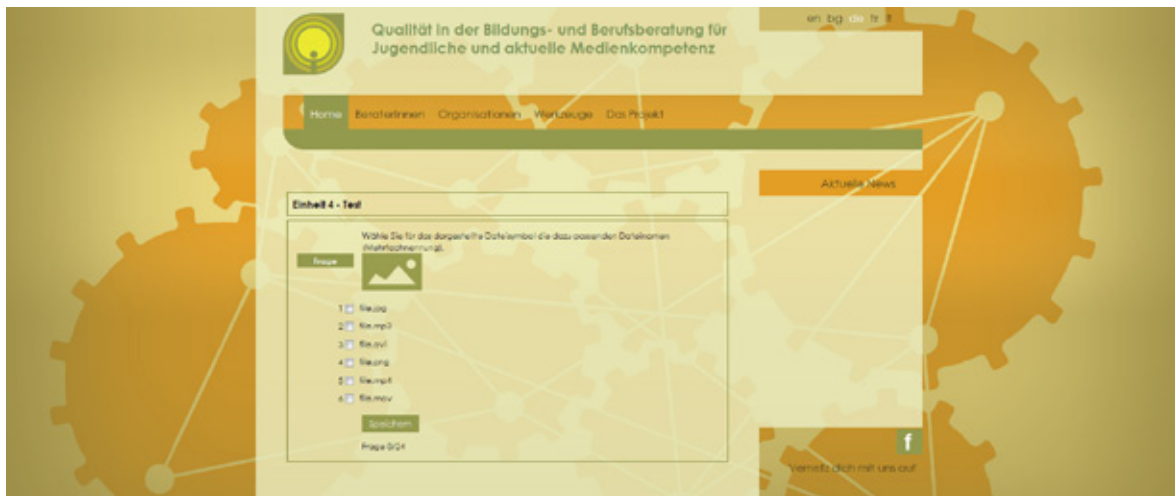 Qualität in der Bildungs- und Berufsberatung für
Jugendliche und aktuelle Medienkompetenz
en bg de tr it
Home BeraterInnen Organisationen Werkzeuge Das Projekt
Aktuelle News
Einheit 4 - Test
Wähle Sie für das dargestellte Dateisymbol die dazu passenden Dateinamen
(Mehrfachnennung).
Frage
1 file.jpg
2 file.mp3
3 file.avi
4 file.png
5 file.mp4
6 file.mov
Speichern
Frage 0/24
f
Vernetz dich mit uns auf